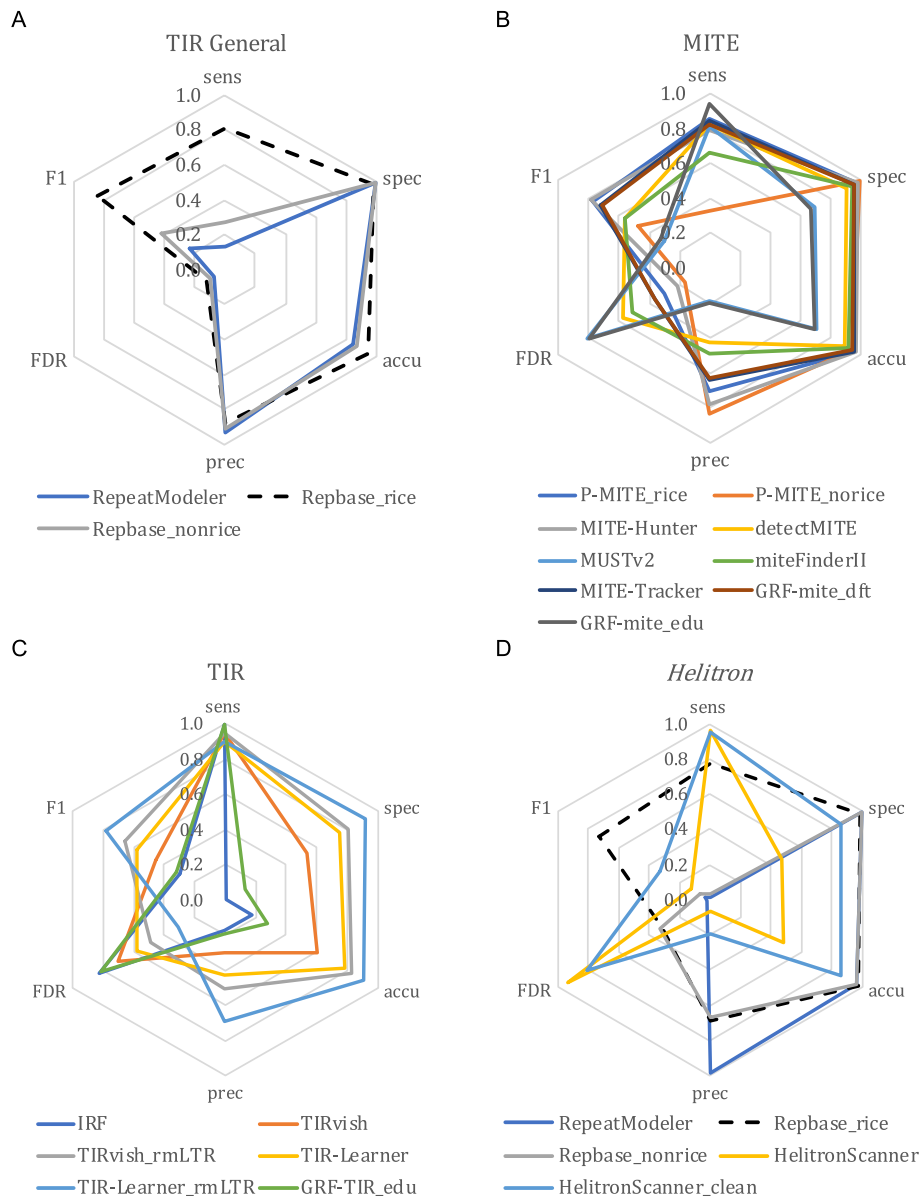 A
TIR General
sens
1.0
0.8
0.6
0.4
0.2
0.0
F1
spec
FDR
accu
prec
RepeatModeler
Repbase_rice
Repbase_nonrice
B
MITE
sens
1.0
0.8
0.6
0.4
0.2
0.0
F1
spec
FDR
accu
prec
P-MITE_rice
P-MITE_norice
MITE-Hunter
detectMITE
MUSTv2
miteFinderII
MITE-Tracker
GRF-mite_dft
GRF-mite_edu
C
TIR
sens
1.0
0.8
0.6
0.4
0.2
0.0
F1
spec
FDR
accu
prec
IRF
TIRvish
TIRvish_rmLTR
TIR-Learner
TIR-Learner_rmLTR
GRF-TIR_edu
D
Helitron
sens
1.0
0.8
0.6
0.4
0.2
0.0
F1
spec
FDR
accu
prec
RepeatModeler
Repbase_rice
Repbase_nonrice
HelitronScanner
HelitronScanner_clean